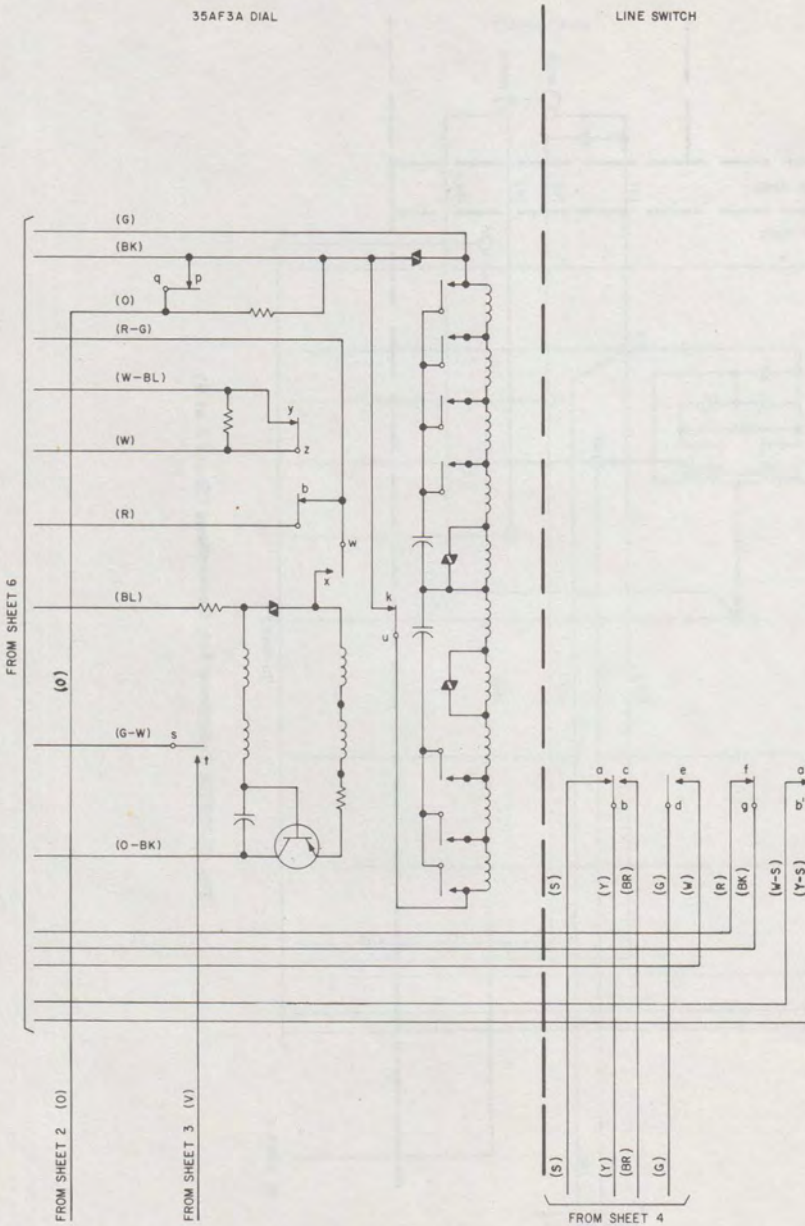 35AF3A DIAL
LINE SWITCH
FROM SHEET 6
(G)
(BK)
q
p
(O)
(R-G)
(W-BL)
y
(W)
z
b
(R)
w
x
k
(BL)
u
(O)
(G-W)
s
t
a
c
e
f
a
b
d
g
b'
(O-BK)
(S)
(Y)
(BR)
(G)
(W)
(R)
(BK)
(W-S)
(Y-S)
FROM SHEET 2 (O)
FROM SHEET 3 (V)
(S)
(Y)
(BR)
(G)
FROM SHEET 4